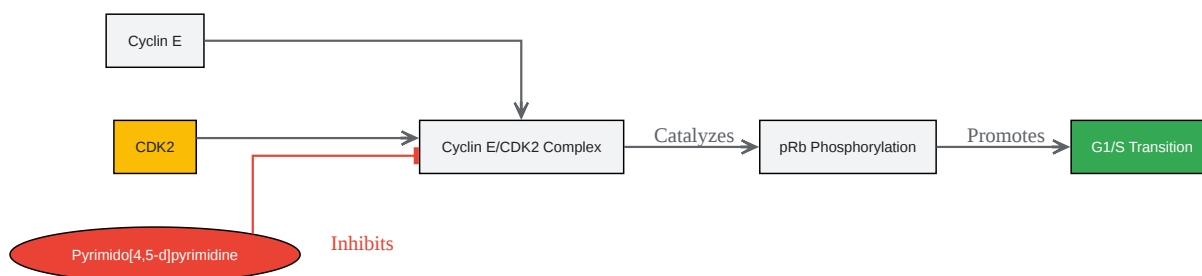 Cyclin E
CDK2
Cyclin E/CDK2 Complex
Catalyzes
pRb Phosphorylation
Promotes
G1/S Transition
Inhibits
Pyrimido[4,5-d]pyrimidine